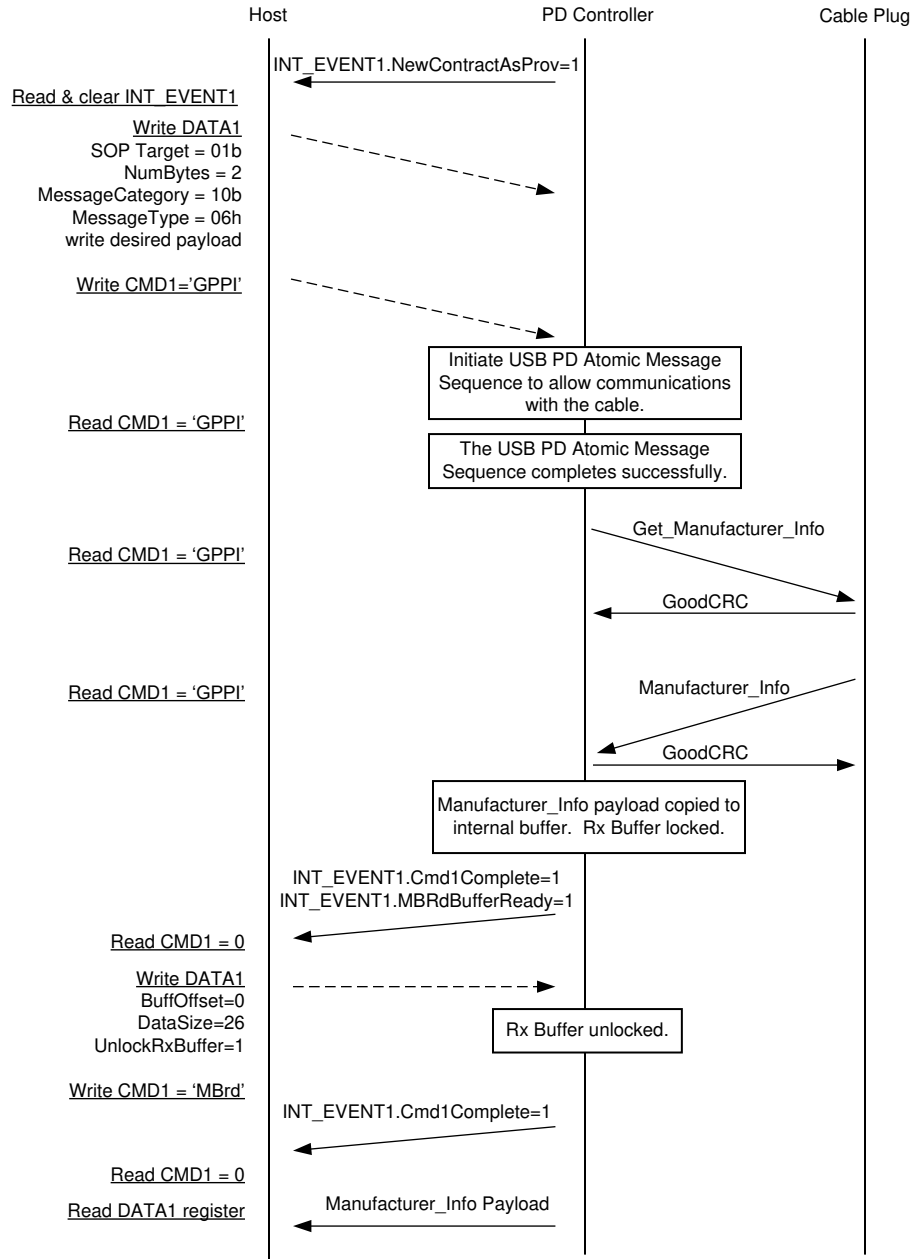 Host
PD Controller
Cable Plug
INT_EVENT1.NewContractAsProv=1
Read & clear INT_EVENT1
Write DATA1
SOP Target = 01b
NumBytes = 2
MessageCategory = 10b
MessageType = 06h
write desired payload
Write CMD1='GPPI'
Initiate USB PD Atomic Message
Sequence to allow communications
with the cable.
Read CMD1 = ‘GPPI’
The USB PD Atomic Message
Sequence completes successfully.
Get_Manufacturer_Info
Read CMD1 = ‘GPPI’
GoodCRC
Manufacturer_Info
Read CMD1 = ‘GPPI’
GoodCRC
Manufacturer_Info payload copied to
internal buffer. Rx Buffer locked.
INT_EVENT1.Cmd1Complete=1
INT_EVENT1.MBRdBufferReady=1
Read CMD1 = 0
Write DATA1
BuffOffset=0
DataSize=26
UnlockRxBuffer=1
Rx Buffer unlocked.
Write CMD1 = ‘MBrd’
INT_EVENT1.Cmd1Complete=1
Read CMD1 = 0
Manufacturer_Info Payload
Read DATA1 register